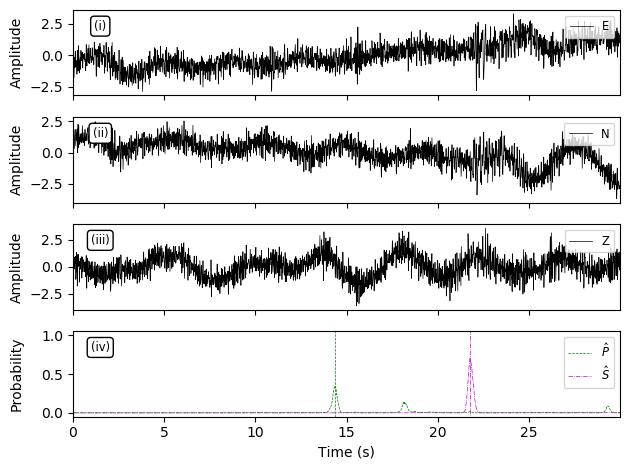 Amplitude
2.5
0.0
−2.5
(i)
E
Amplitude
2.5
0.0
−2.5
(ii)
N
Amplitude
2.5
0.0
−2.5
(iii)
Z
Probability
1.0
0.5
0.0
(iv)
P̂
Ŝ
0 5 10 15 20 25
Time (s)